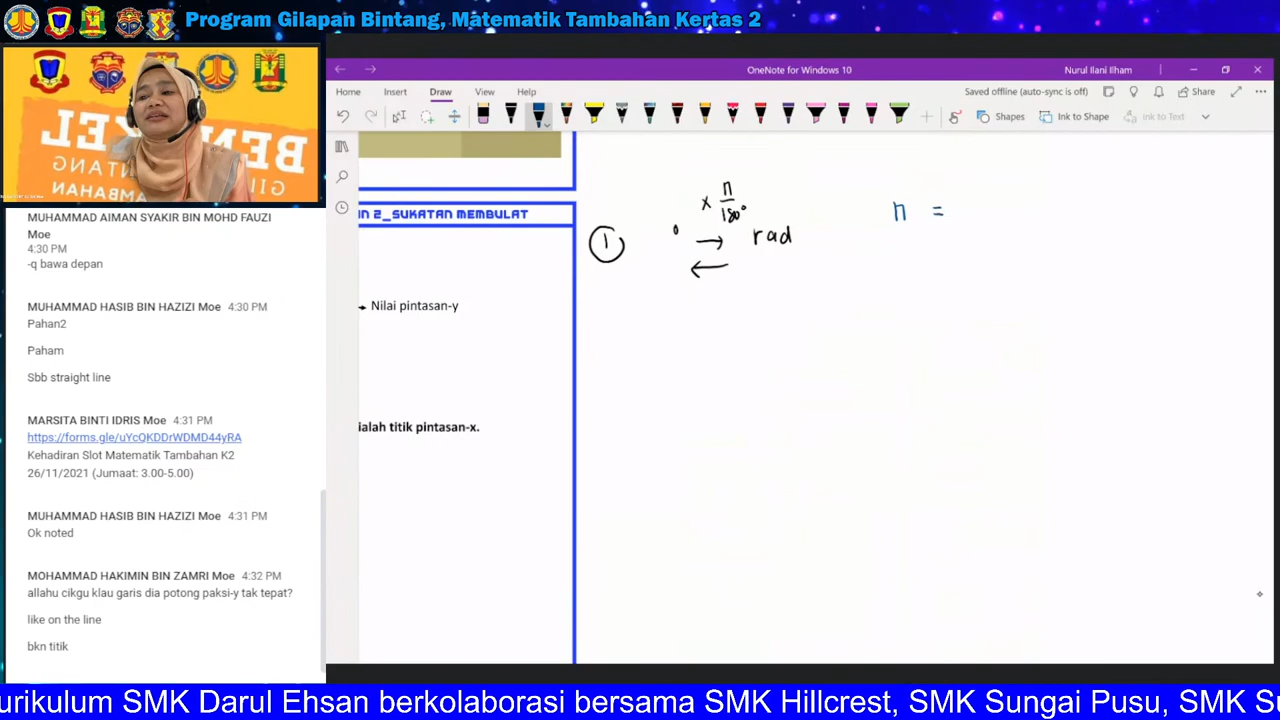 Program Gilapan Bintang, Matematik Tambahan Kertas 2
MUHAMMAD AIMAN SYAKIR BIN MOHD FAUZI
Moe
4:30 PM
-q bawa depan
MUHAMMAD HASIB BIN HAZIZI Moe 4:30 PM
Pahan2
Paham
Sbb straight line
MARSITA BINTI IDRIS Moe 4:31 PM
https://forms.gle/uYcQKDDrWDMD44yRA
Kehadiran Slot Matematik Tambahan K2
26/11/2021 (Jumaat: 3.00-5.00)
MUHAMMAD HASIB BIN HAZIZI Moe 4:31 PM
Ok noted
MOHAMMAD HAKIMIN BIN ZAMRI Moe 4:32 PM
allahu cikgu klau garis dia potong paksi-y tak tepat?
like on the line
bkn titik
OneNote for Windows 10
Nurul Ilani Ilham
Home Insert Draw View Help
Saved offline (auto-sync is off)
Share
Shapes
Ink to Shape
Ink to Text
N 2_SUKATAN MEMBULAT
→ Nilai pintasan-y
ialah titik pintasan-x.
× π/180°
① ° → rad
←
π =
urikulum SMK Darul Ehsan berkolaborasi bersama SMK Hillcrest, SMK Sungai Pusu, SMK Su